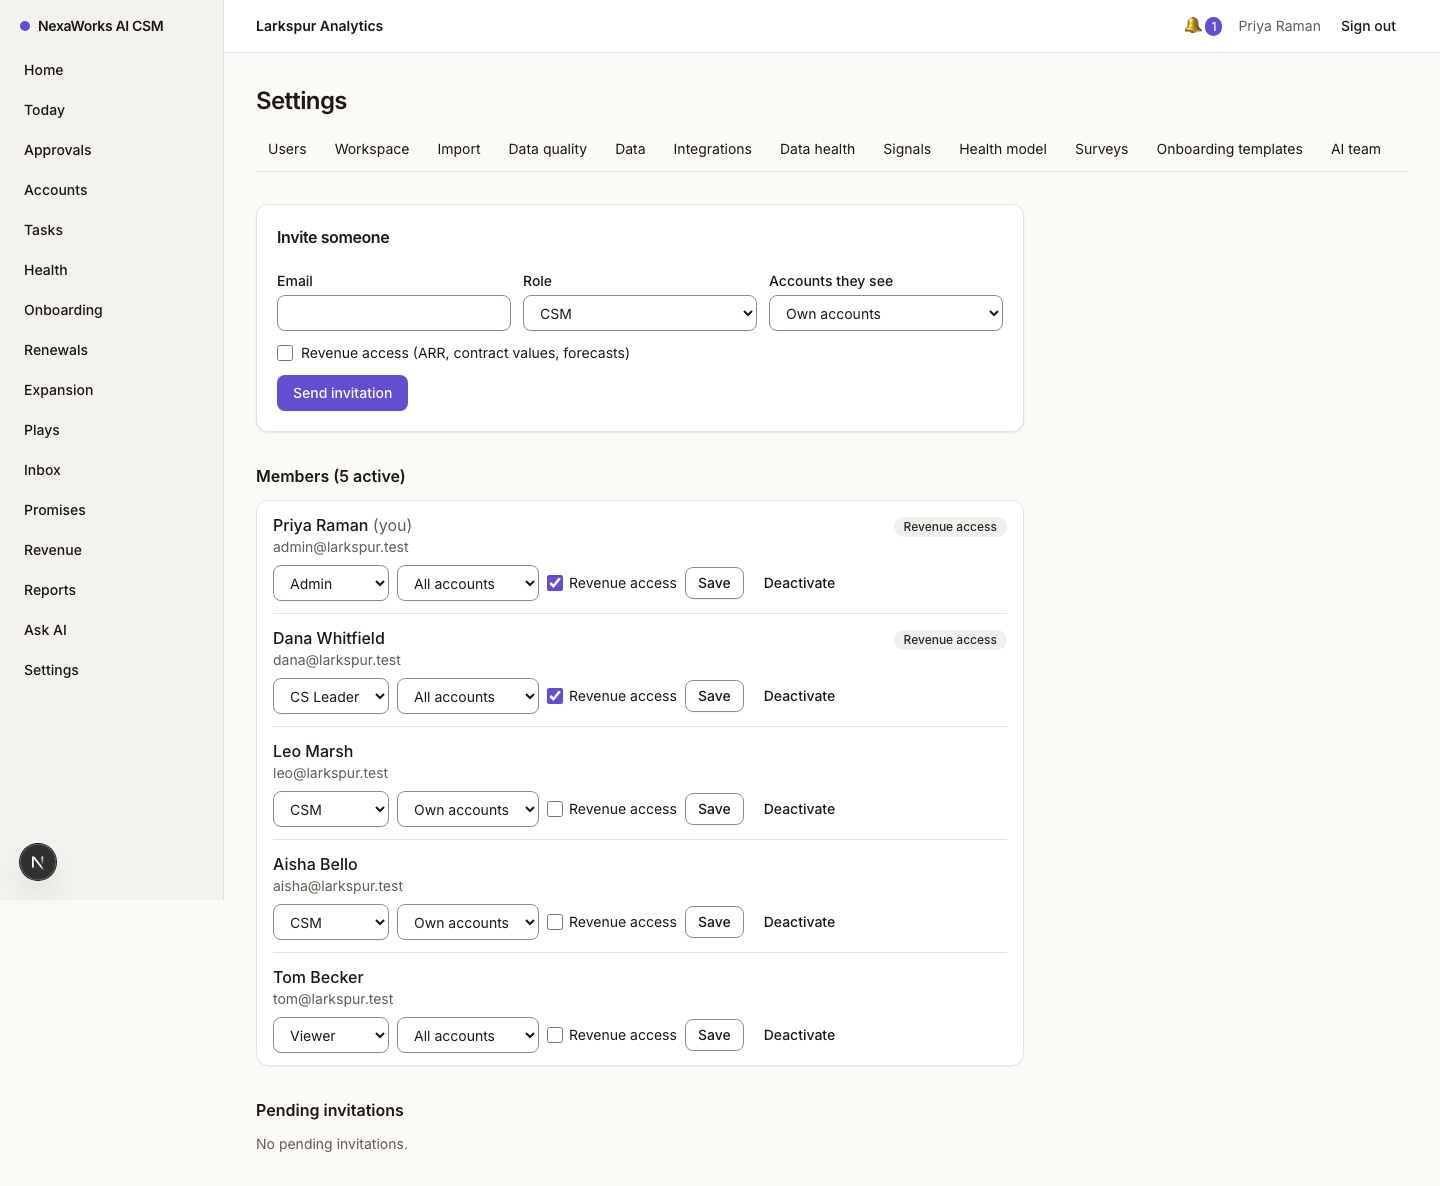 NexaWorks AI CSM
Larkspur Analytics
1
Priya Raman
Sign out
Home
Today
Approvals
Accounts
Tasks
Health
Onboarding
Renewals
Expansion
Plays
Inbox
Promises
Revenue
Reports
Ask AI
Settings
N
Settings
Users Workspace Import Data quality Data Integrations Data health Signals Health model Surveys Onboarding templates AI team
Invite someone
Email Role Accounts they see
CSM Own accounts
Revenue access (ARR, contract values, forecasts)
Send invitation
Members (5 active)
Priya Raman (you) Revenue access
admin@larkspur.test
Admin All accounts Revenue access Save Deactivate
Dana Whitfield Revenue access
dana@larkspur.test
CS Leader All accounts Revenue access Save Deactivate
Leo Marsh
leo@larkspur.test
CSM Own accounts Revenue access Save Deactivate
Aisha Bello
aisha@larkspur.test
CSM Own accounts Revenue access Save Deactivate
Tom Becker
tom@larkspur.test
Viewer All accounts Revenue access Save Deactivate
Pending invitations
No pending invitations.